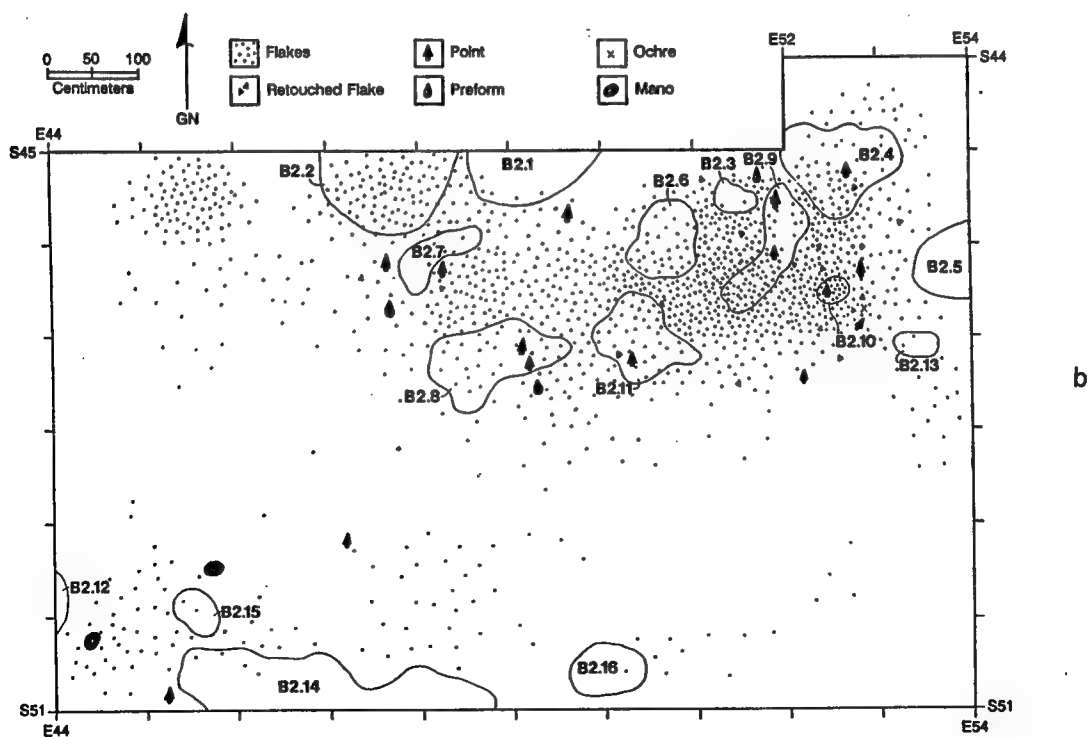 0 50 100
Centimeters
GN
Flakes
Retouched Flake
Point
Preform
Ochre
Mano
E52 E54
S44
E44
S45
B2.2
B2.1
B2.6
B2.3
B2.9
B2.4
B2.7
B2.5
B2.10
B2.13
B2.8
B2.11
b
B2.12
B2.15
B2.14
B2.16
S51 S51
E44 E54